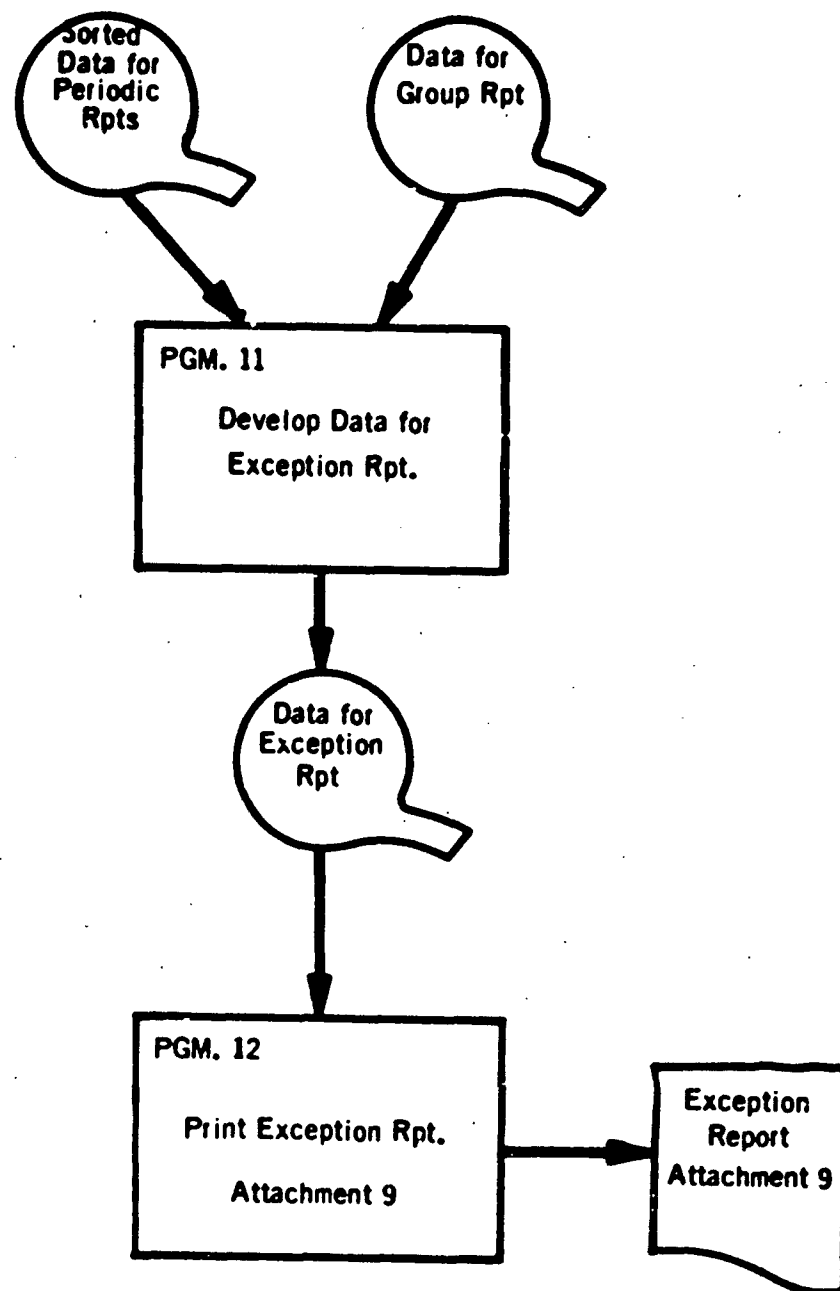 Sorted
Data for
Periodic
Rpts
Data for
Group Rpt
PGM. 11
Develop Data for
Exception Rpt.
Data for
Exception
Rpt
PGM. 12
Print Exception Rpt.
Attachment 9
Exception
Report
Attachment 9